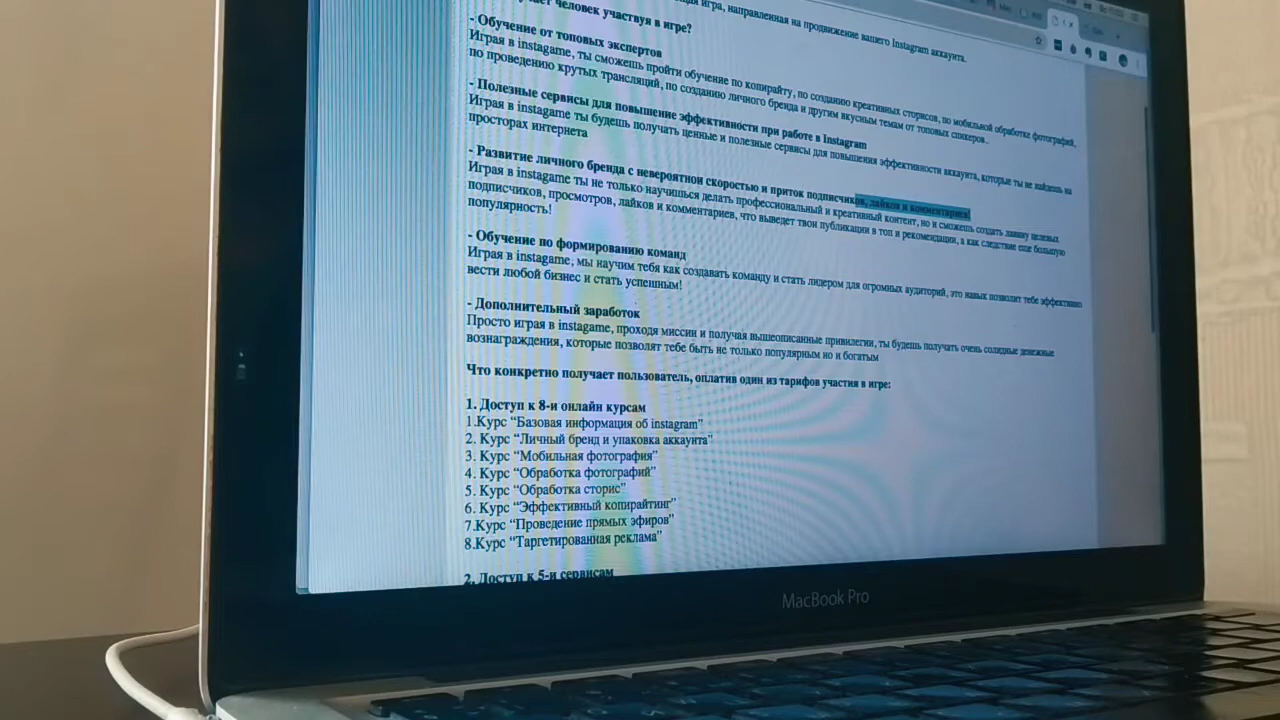 игра, направленная на продвижение вашего Instagram аккаунта.
человек участвуя в игре?
- Обучение от топовых экспертов
Играя в instagame, ты сможешь пройти обучение по копирайту, по созданию креативных сторисов, по мобильной обработке фотографий,
по проведению крутых трансляций, по созданию личного бренда и другим вкусным темам от топовых спикеров.
- Полезные сервисы для повышение эффективности при работе в Instagram
Играя в instagame ты будешь получать ценные и полезные сервисы для повышения эффективности аккаунта, которые ты не найдешь на
просторах интернета
- Развитие личного бренда с невероятной скоростью и приток подписчиков, лайков и комментариев!
Играя в instagame ты не только научишься делать профессиональный и креативный контент, но и сможешь создать лавину целевых
подписчиков, просмотров, лайков и комментариев, что выведет твои публикации в топ и рекомендации, а как следствие еще большую
популярность!
- Обучение по формированию команд
Играя в instagame, мы научим тебя как создавать команду и стать лидером для огромных аудиторий, это навык позволит тебе эффективно
вести любой бизнес и стать успешным!
- Дополнительный заработок
Просто играя в instagame, проходя миссии и получая вышеописанные привилегии, ты будешь получать очень солидные денежные
вознаграждения, которые позволят тебе быть не только популярным но и богатым
Что конкретно получает пользователь, оплатив один из тарифов участия в игре:
1. Доступ к 8-и онлайн курсам
1.Курс “Базовая информация об instagram”
2. Курс “Личный бренд и упаковка аккаунта”
3. Курс “Мобильная фотография”
4. Курс “Обработка фотографий”
5. Курс “Обработка сторис”
6. Курс “Эффективный копирайтинг”
7.Курс “Проведение прямых эфиров”
8.Курс “Таргетированная реклама”
2. Доступ к 5-и сервисам
MacBook Pro